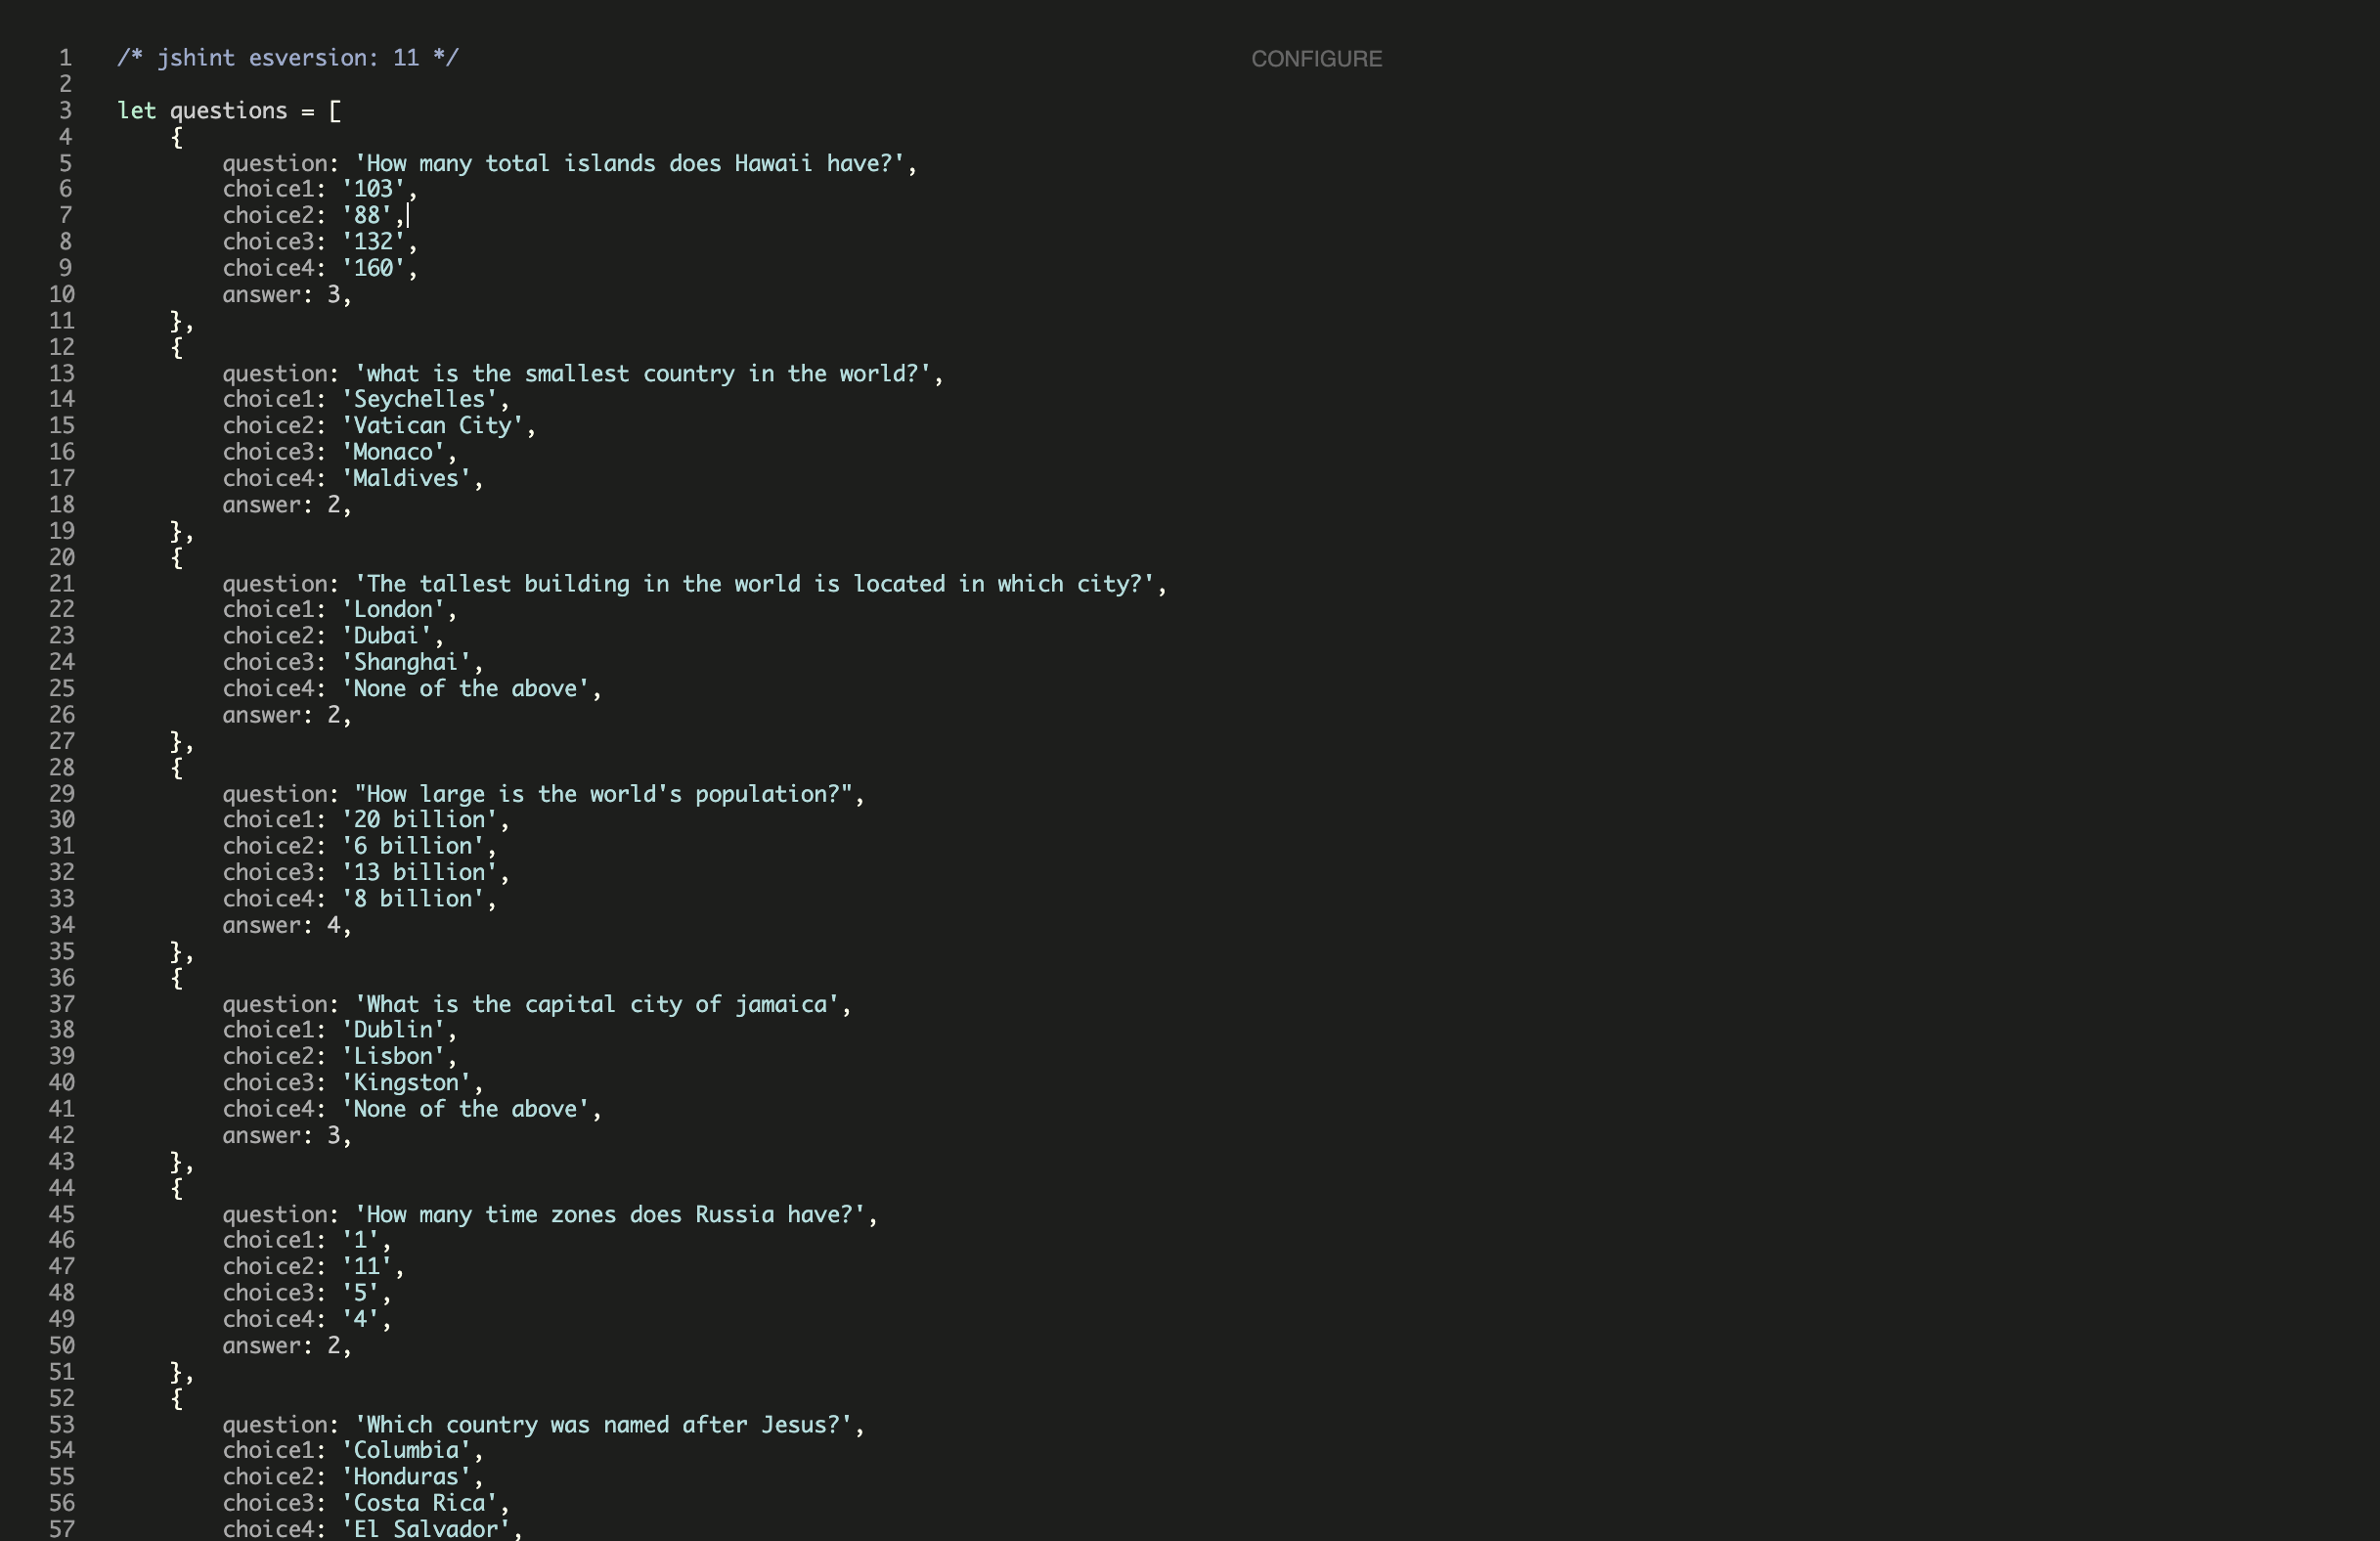 CONFIGURE
1 /* jshint esversion: 11 */
2
3 let questions = [
4     {
5         question: 'How many total islands does Hawaii have?',
6         choice1: '103',
7         choice2: '88',
8         choice3: '132',
9         choice4: '160',
10         answer: 3,
11     },
12     {
13         question: 'what is the smallest country in the world?',
14         choice1: 'Seychelles',
15         choice2: 'Vatican City',
16         choice3: 'Monaco',
17         choice4: 'Maldives',
18         answer: 2,
19     },
20     {
21         question: 'The tallest building in the world is located in which city?',
22         choice1: 'London',
23         choice2: 'Dubai',
24         choice3: 'Shanghai',
25         choice4: 'None of the above',
26         answer: 2,
27     },
28     {
29         question: "How large is the world's population?",
30         choice1: '20 billion',
31         choice2: '6 billion',
32         choice3: '13 billion',
33         choice4: '8 billion',
34         answer: 4,
35     },
36     {
37         question: 'What is the capital city of jamaica',
38         choice1: 'Dublin',
39         choice2: 'Lisbon',
40         choice3: 'Kingston',
41         choice4: 'None of the above',
42         answer: 3,
43     },
44     {
45         question: 'How many time zones does Russia have?',
46         choice1: '1',
47         choice2: '11',
48         choice3: '5',
49         choice4: '4',
50         answer: 2,
51     },
52     {
53         question: 'Which country was named after Jesus?',
54         choice1: 'Columbia',
55         choice2: 'Honduras',
56         choice3: 'Costa Rica',
57         choice4: 'El Salvador',